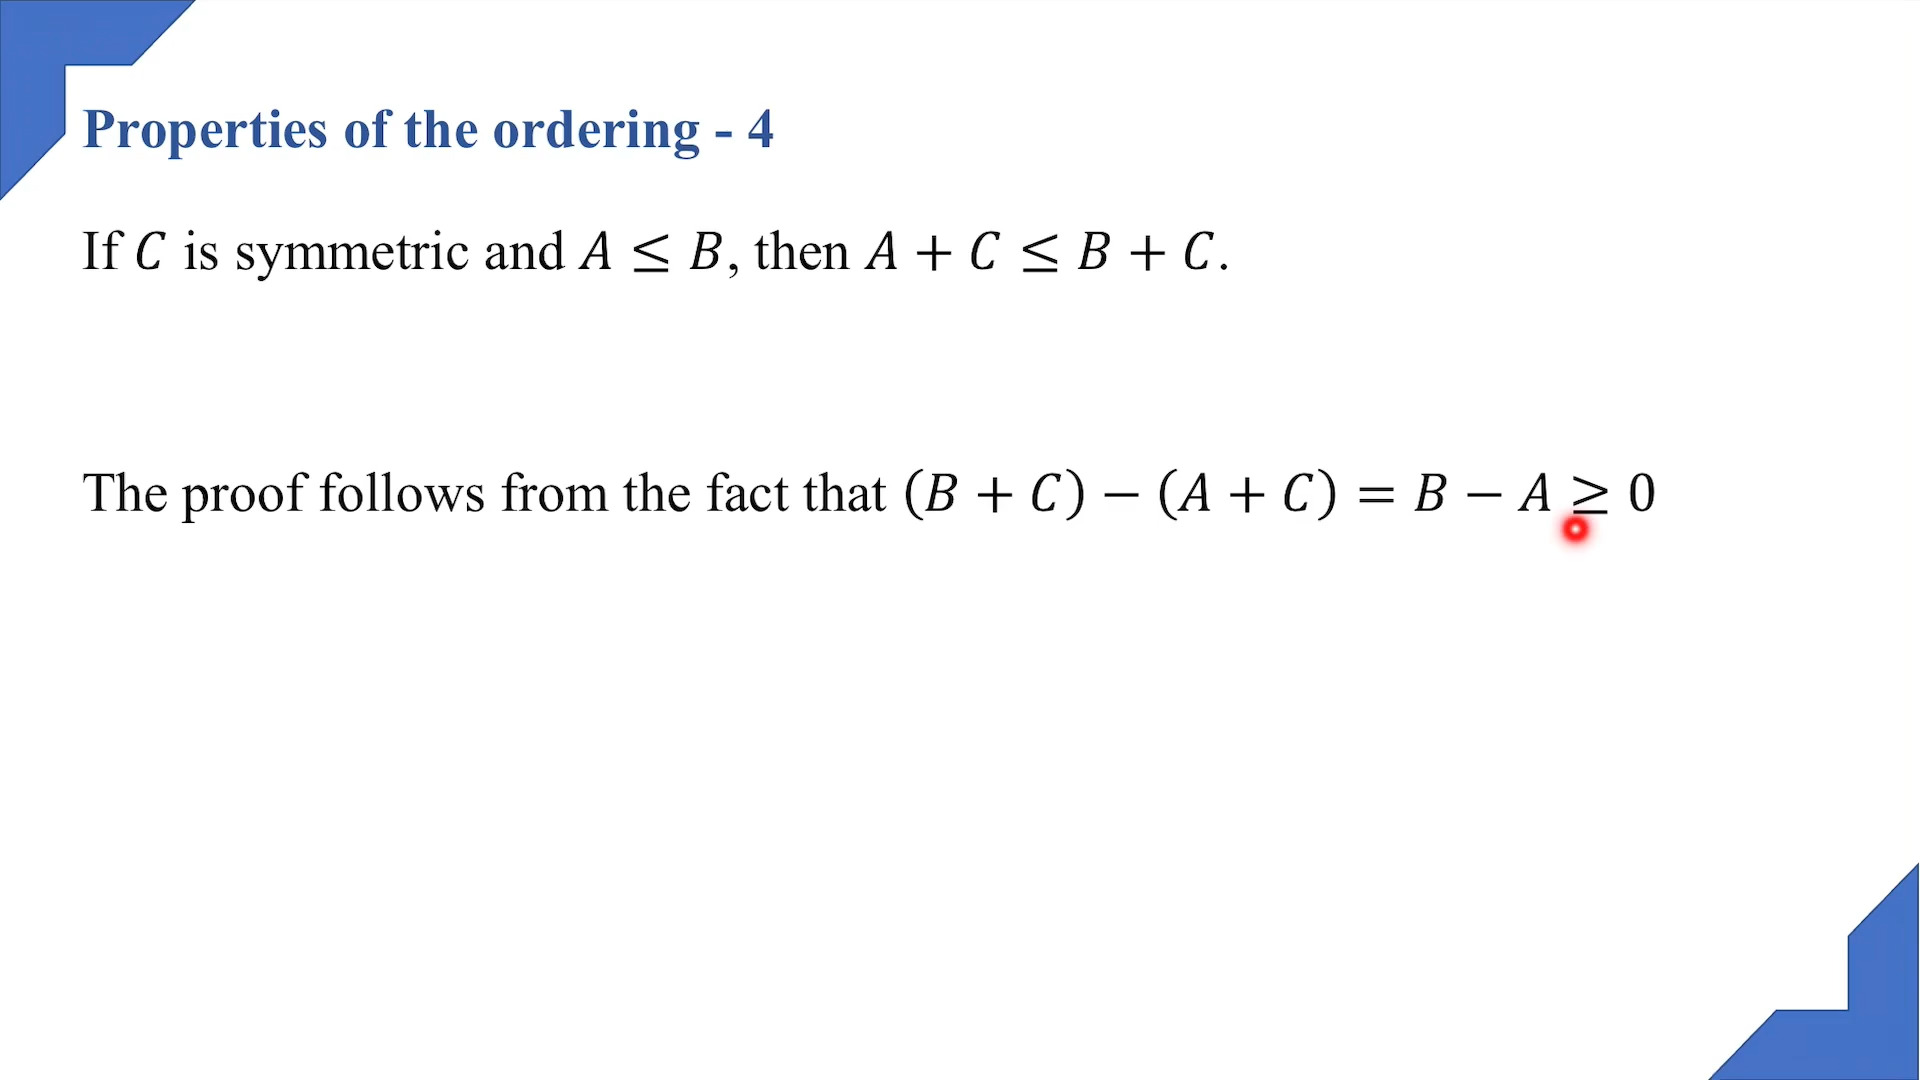 Properties of the ordering - 4
If C is symmetric and A ≤ B, then A + C ≤ B + C.
The proof follows from the fact that (B + C) − (A + C) = B − A ≥ 0